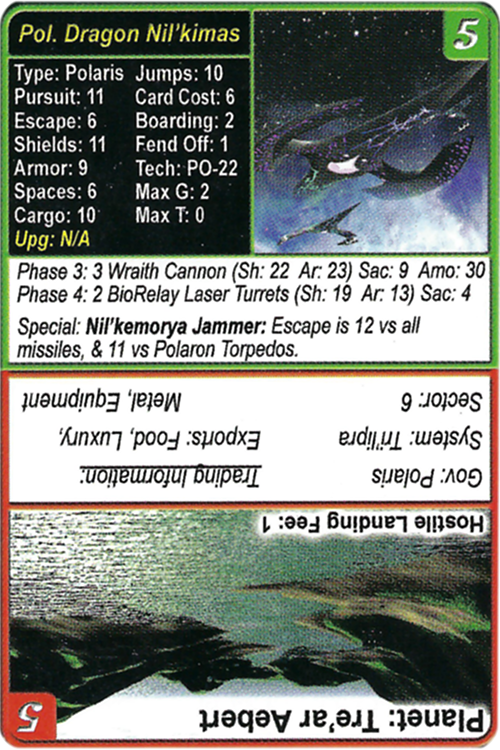 Pol. Dragon Nil'kimas 5
Type: Polaris Jumps: 10
Pursuit: 11 Card Cost: 6
Escape: 6 Boarding: 2
Shields: 11 Fend Off: 1
Armor: 9 Tech: PO-22
Spaces: 6 Max G: 2
Cargo: 10 Max T: 0
Upg: N/A
Phase 3: 3 Wraith Cannon (Sh: 22 Ar: 23) Sac: 9 Amo: 30
Phase 4: 2 BioRelay Laser Turrets (Sh: 19 Ar: 13) Sac: 4
Special: Nil'kemorya Jammer: Escape is 12 vs all
missiles, & 11 vs Polaron Torpedos.
Planet: Tre'ar Aebert 5
Hostile Landing Fee: 1
Gov: Polaris Trading Information:
System: Tri'lipra Exports: Food, Luxury,
Sector: 6 Metal, Equipment